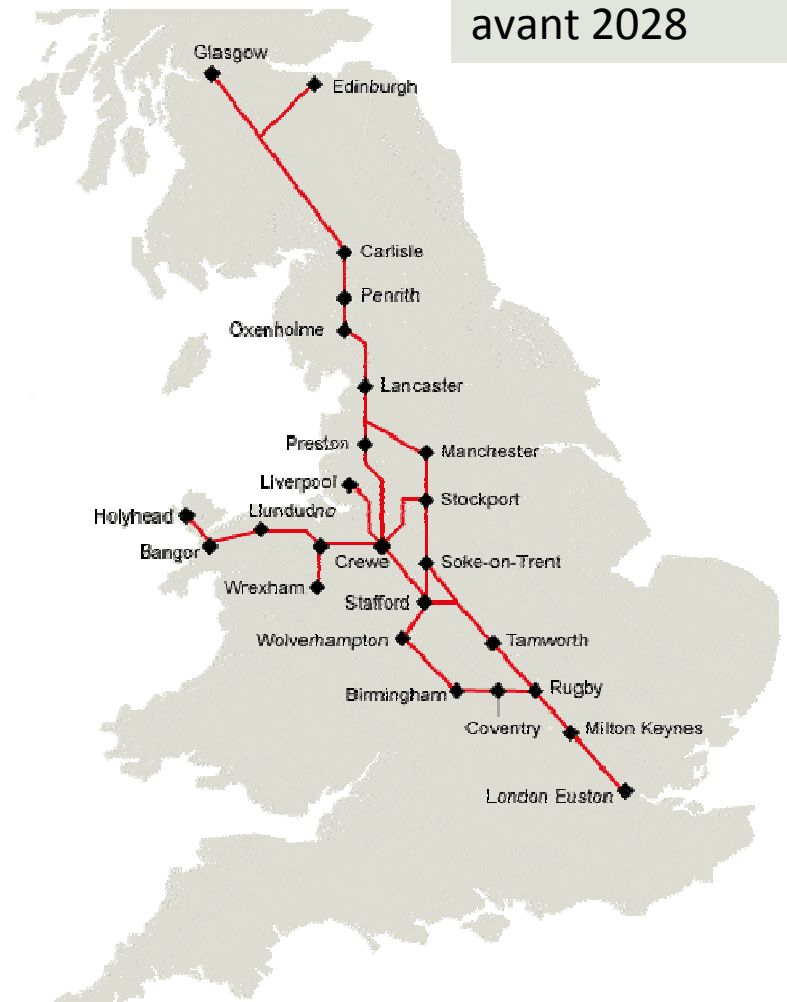 avant 2028
Glasgow
Edinburgh
Carlisle
Penrith
Oxenholme
Lancaster
Preston
Manchester
Liverpool
Stockport
Holyhead
Llundudno
Bangor
Crewe
Soke-on-Trent
Wrexham
Stafford
Wolverhampton
Tamworth
Birmingham
Rugby
Coventry
Milton Keynes
London Euston